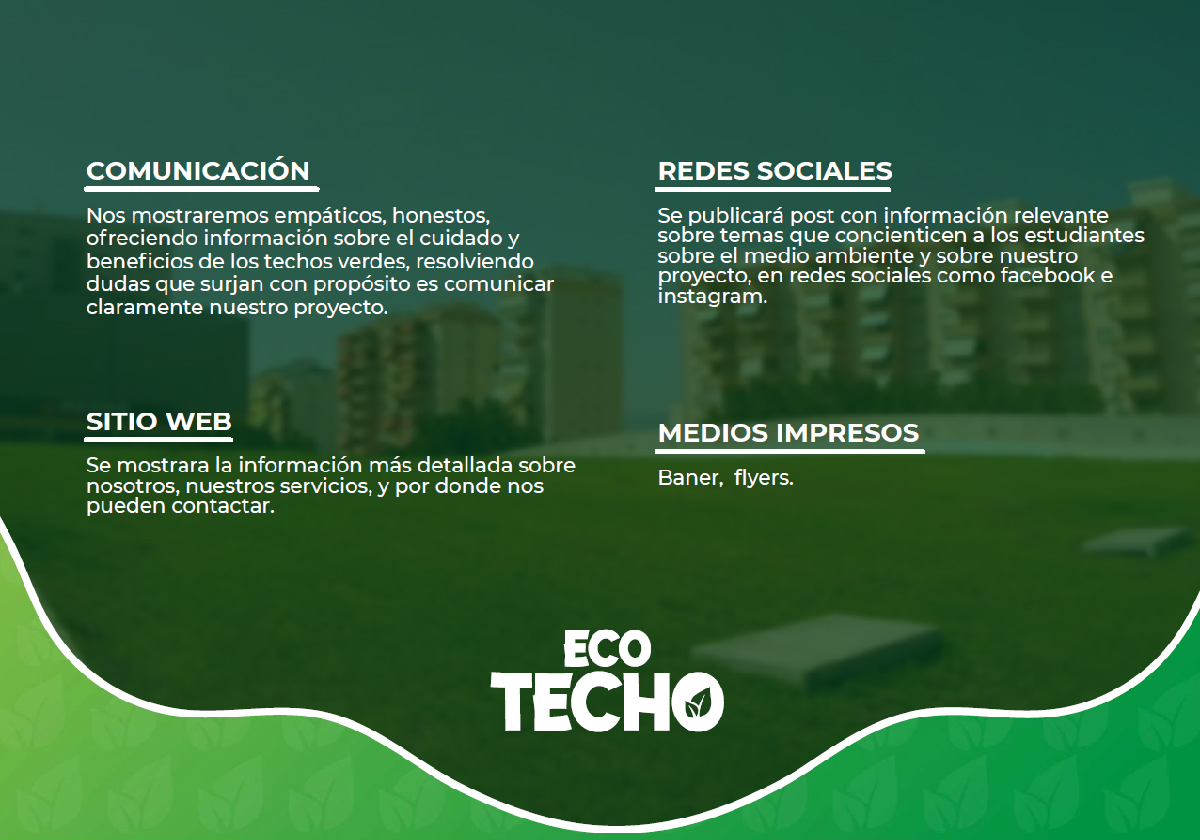 COMUNICACIÓN
Nos mostraremos empáticos, honestos,
ofreciendo información sobre el cuidado y
beneficios de los techos verdes, resolviendo
dudas que surjan con propósito es comunicar
claramente nuestro proyecto.
REDES SOCIALES
Se publicará post con información relevante
sobre temas que concienticen a los estudiantes
sobre el medio ambiente y sobre nuestro
proyecto, en redes sociales como facebook e
instagram.
SITIO WEB
Se mostrara la información más detallada sobre
nosotros, nuestros servicios, y por donde nos
pueden contactar.
MEDIOS IMPRESOS
Baner, flyers.
ECO
TECHO